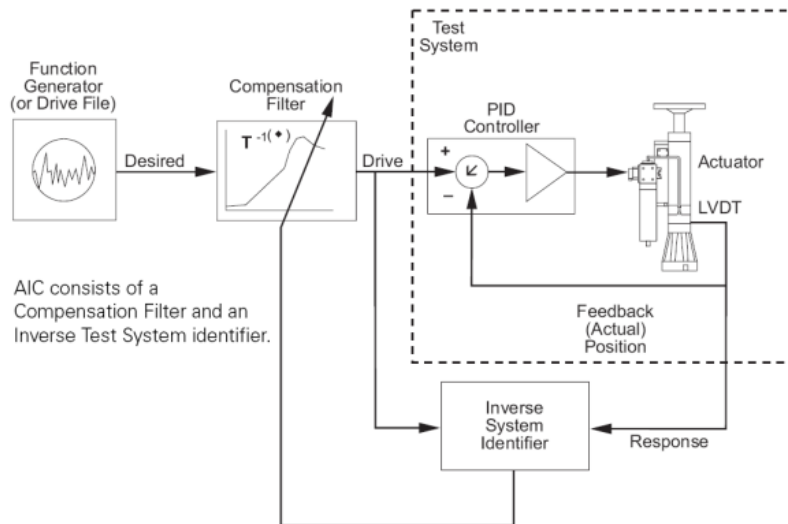 Test
System
Function
Generator
(or Drive File)
Compensation
Filter
PID
Controller
T -1(◆)
Desired
Drive
+
−
Actuator
LVDT
AIC consists of a
Compensation Filter and an
Inverse Test System identifier.
Feedback
(Actual)
Position
Inverse
System
Identifier
Response